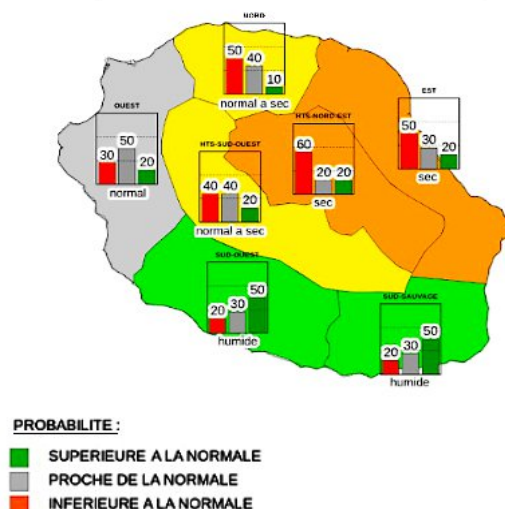 NORD
50 40 10
normal a sec
OUEST
30 50 20
normal
EST
50 30 20
sec
HTS-NORD-EST
60 20 20
sec
HTS-SUD-OUEST
40 40 20
normal a sec
SUD-OUEST
20 30 50
humide
SUD-SAUVAGE
20 30 50
humide
PROBABILITE :
SUPERIEURE A LA NORMALE
PROCHE DE LA NORMALE
INFERIEURE A LA NORMALE